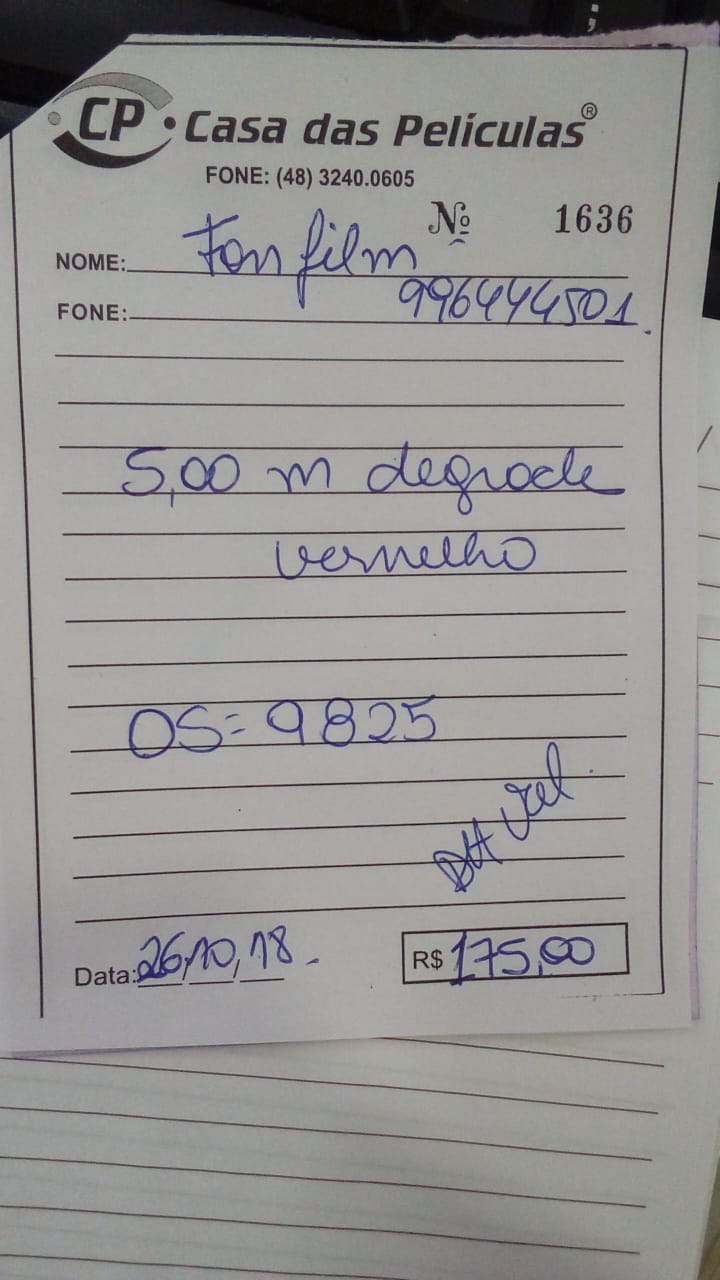 CP • Casa das Películas®
FONE: (48) 3240.0605
Nº 1636
NOME: Fon film
FONE: 996444501.
5,00 m degrade
vermelho
OS= 9825
Data: 26,10,18.
R$ 175,00